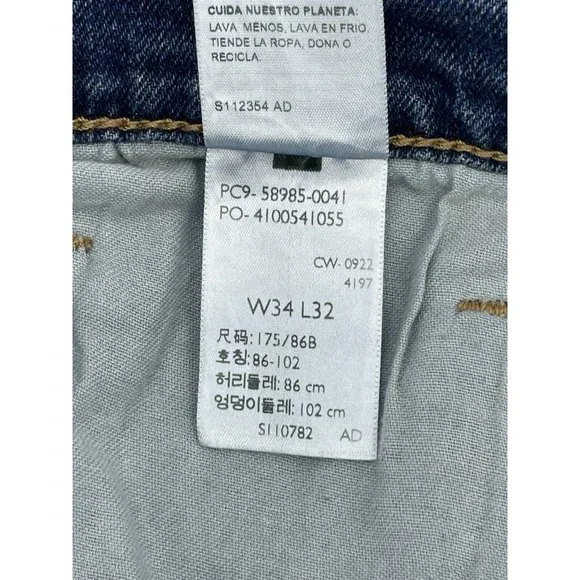 CUIDA NUESTRO PLANETA:
LAVA MENOS, LAVA EN FRIO,
TIENDE LA ROPA, DONA O
RECICLA.
S112354 AD
PC9- 58985-0041
PO- 4100541055
CW- 0922
4197
W34 L32
尺码: 175/86B
호칭: 86-102
허리둘레: 86 cm
엉덩이둘레: 102 cm
S110782 AD